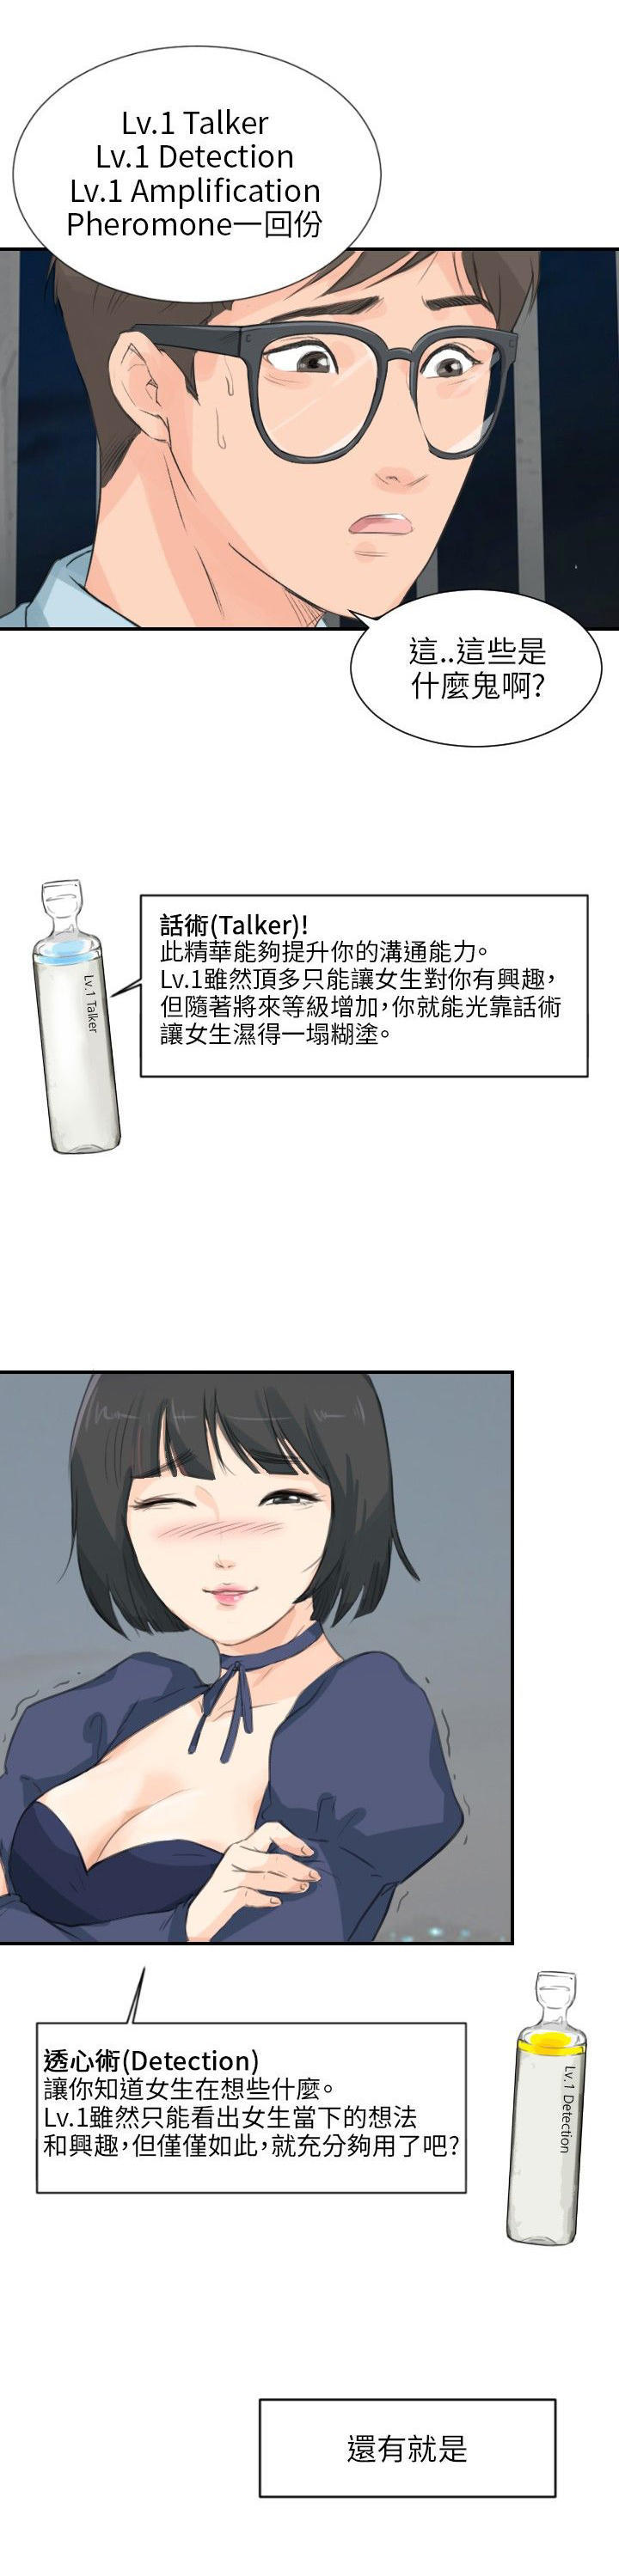 Lv.1 Talker
Lv.1 Detection
Lv.1 Amplification
Pheromone一回份
這..這些是
什麼鬼啊?
話術(Talker)!
此精華能夠提升你的溝通能力。
Lv.1雖然頂多只能讓女生對你有興趣，
但隨著將來等級增加，你就能光靠話術
讓女生濕得一塌糊塗。
Lv.1 Talker
透心術(Detection)
讓你知道女生在想些什麼。
Lv.1雖然只能看出女生當下的想法
和興趣，但僅僅如此，就充分夠用了吧?
Lv.1 Detection
還有就是